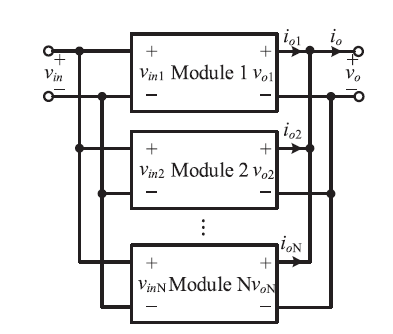 i_o1 i_o
+ + + +
v_in v_in1 Module 1 v_o1 v_o
− − − −
i_o2
+ +
v_in2 Module 2 v_o2
− −
⋮
i_oN
+ +
v_inN Module N v_oN
− −